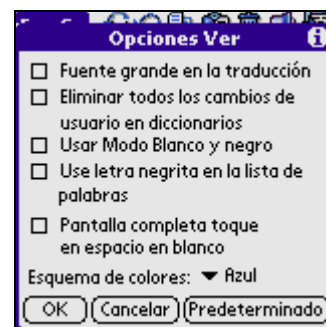 Opciones Ver
Fuente grande en la traducción
Eliminar todos los cambios de
usuario en diccionarios
Usar Modo Blanco y negro
Use letra negrita en la lista de
palabras
Pantalla completa toque
en espacio en blanco
Esquema de colores: Azul
OK Cancelar Predeterminado